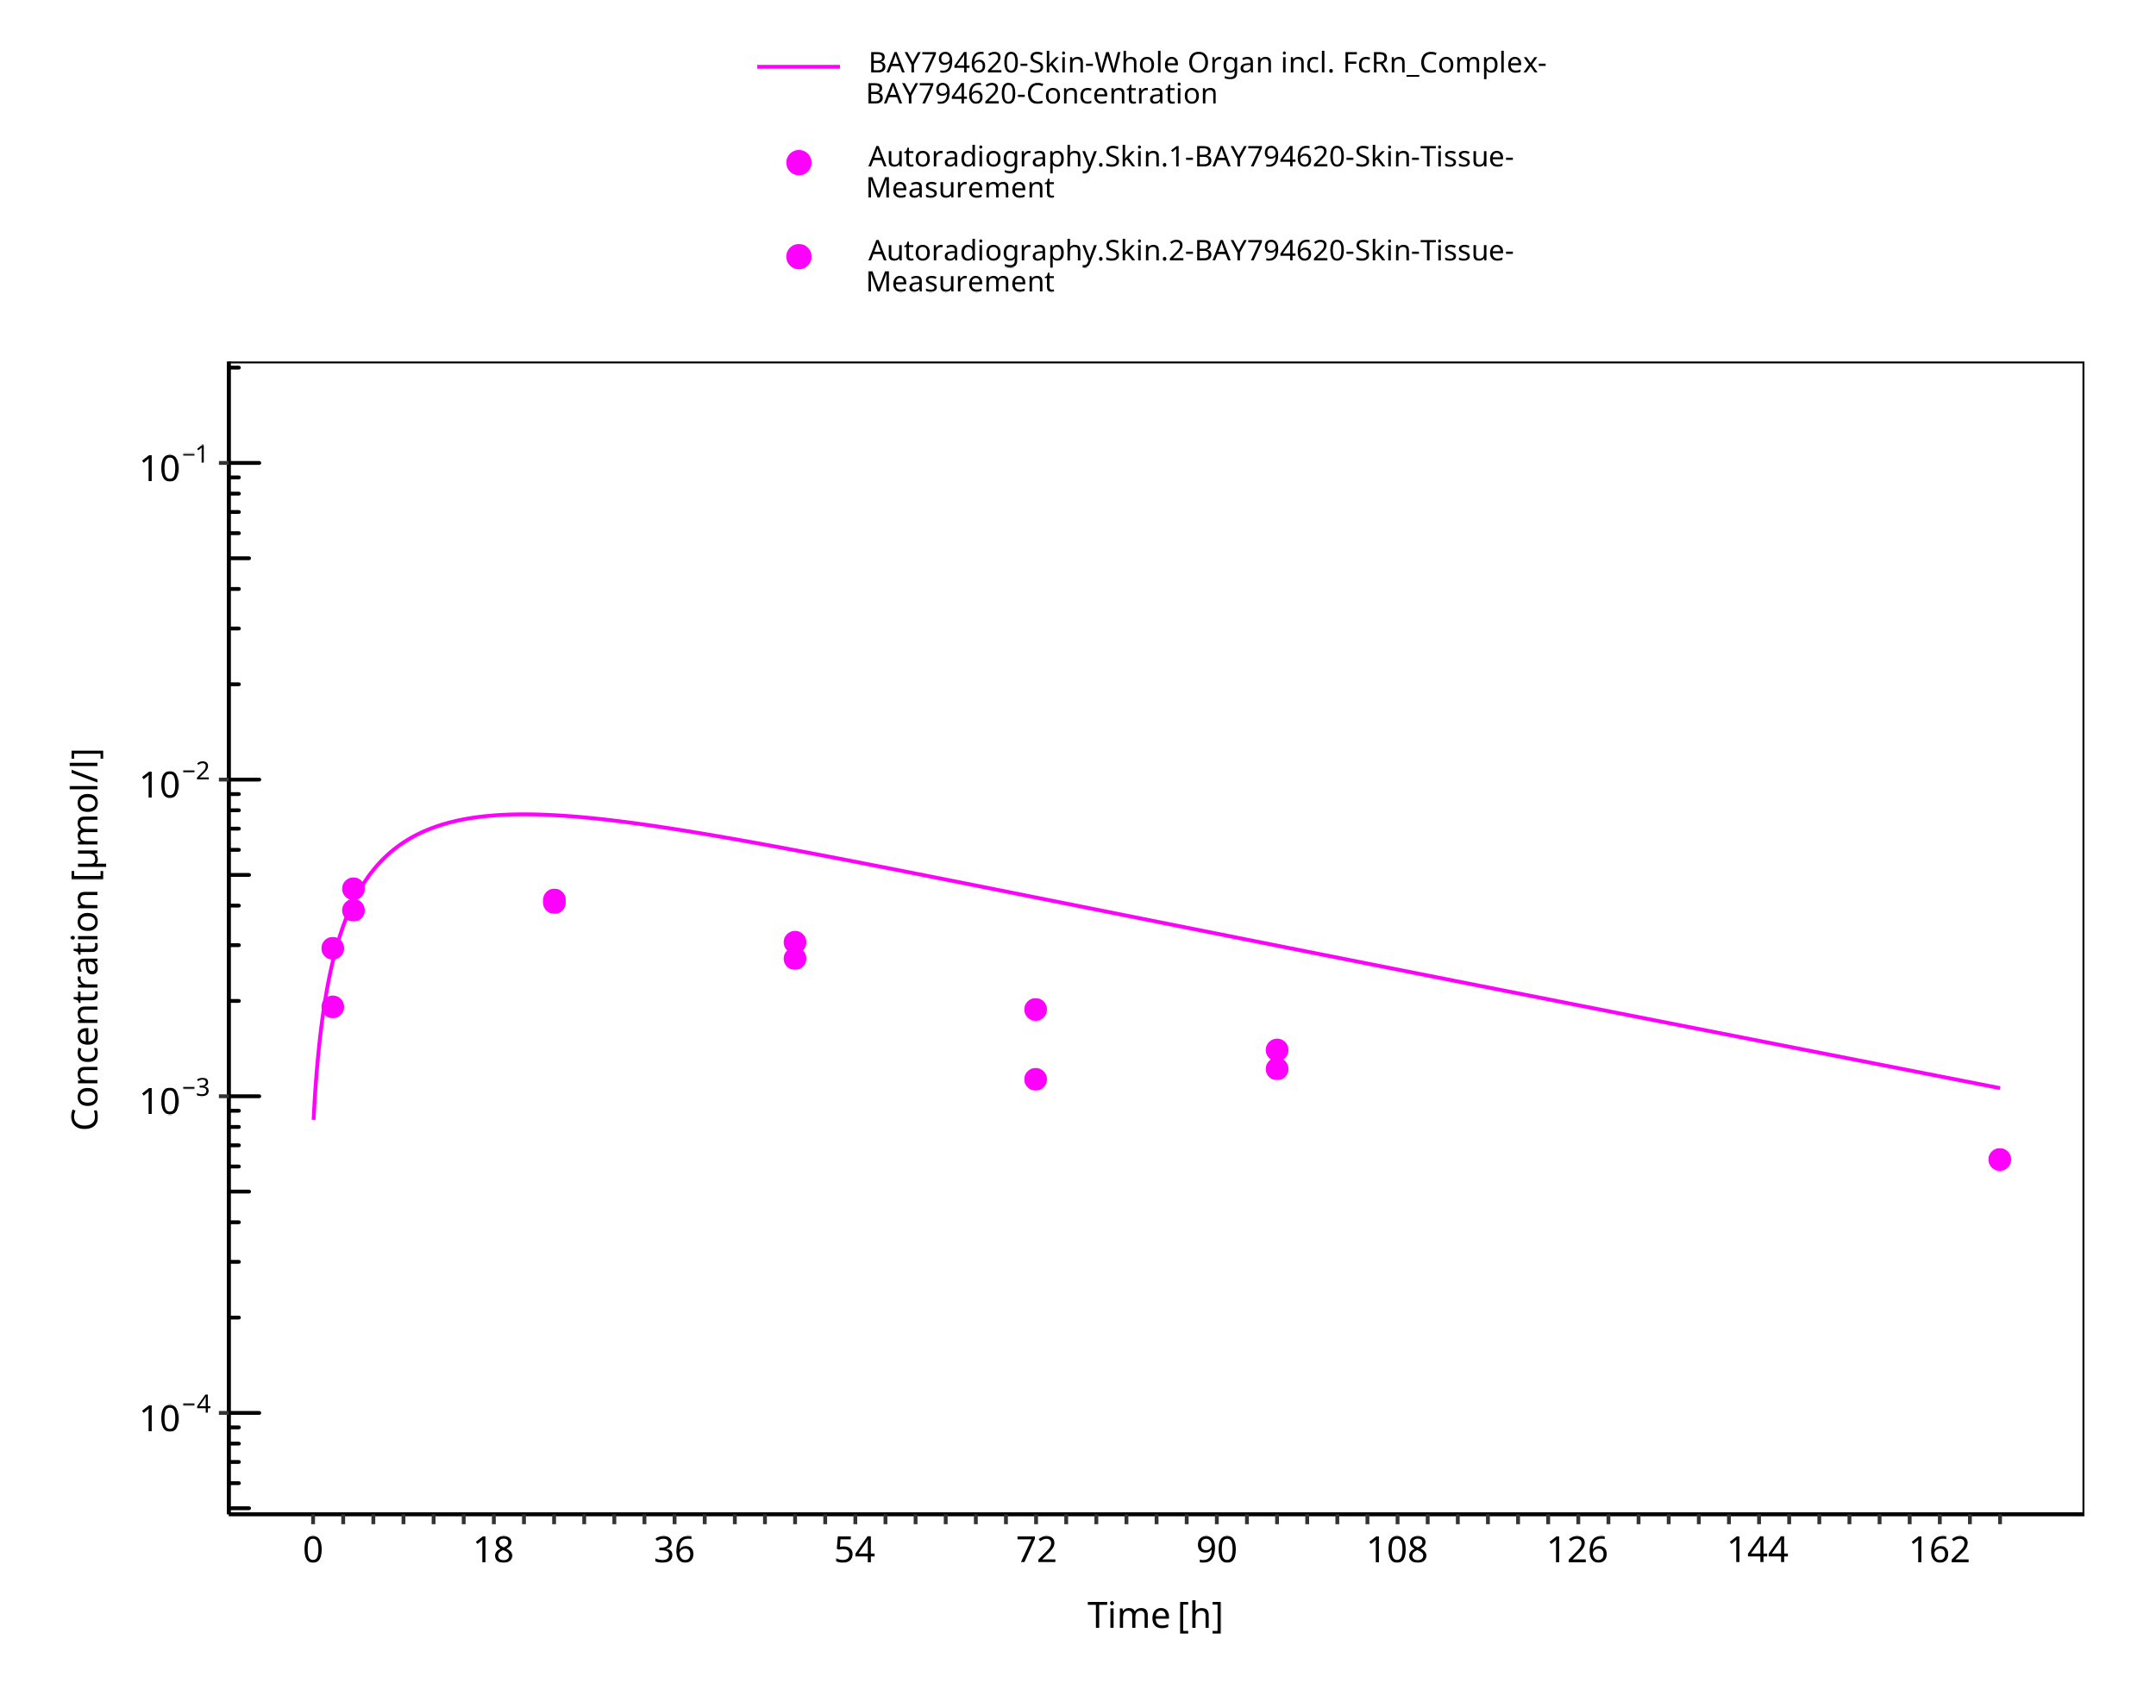 BAY794620-Skin-Whole Organ incl. FcRn_Complex-
BAY794620-Concentration
Autoradiography.Skin.1-BAY794620-Skin-Tissue-
Measurement
Autoradiography.Skin.2-BAY794620-Skin-Tissue-
Measurement
Concentration [µmol/l]
10⁻¹
10⁻²
10⁻³
10⁻⁴
0 18 36 54 72 90 108 126 144 162
Time [h]